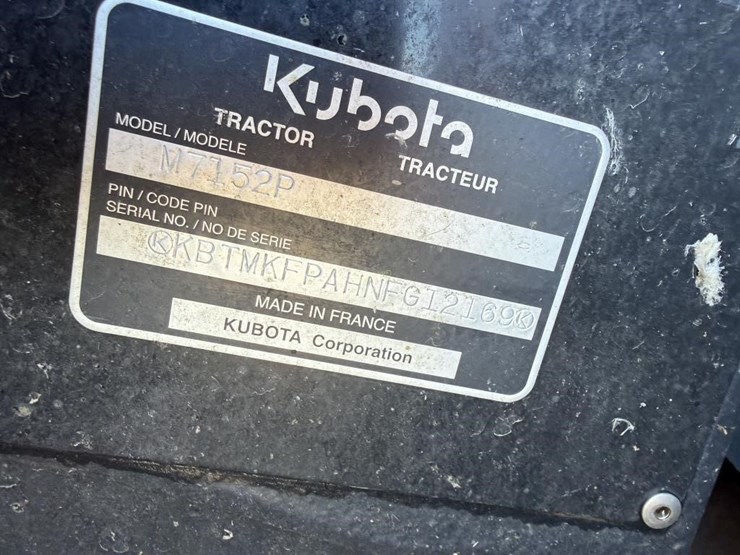 Kubota
TRACTOR TRACTEUR
MODEL / MODELE
M7152P
PIN / CODE PIN
SERIAL NO. / NO DE SERIE
ⓀKBTMKFPAHNFG12169Ⓚ
MADE IN FRANCE
KUBOTA Corporation